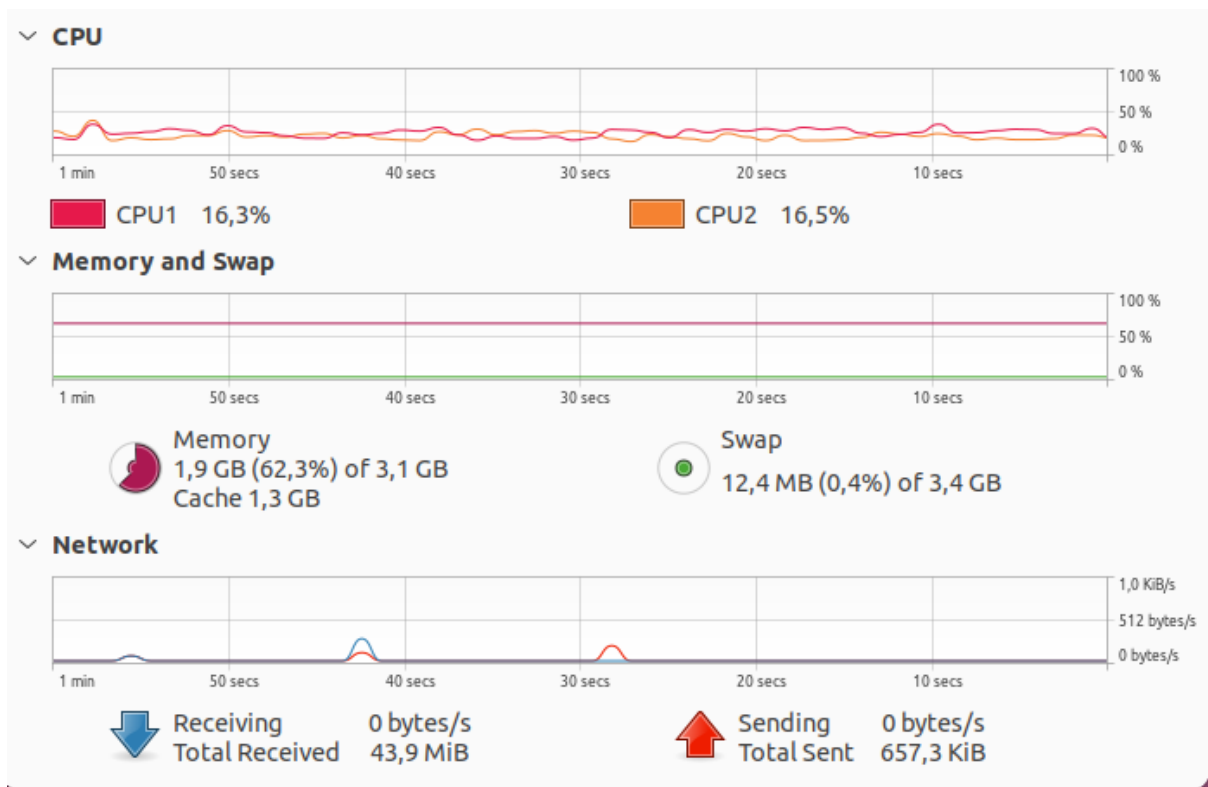 CPU
100 %
50 %
0 %
1 min 50 secs 40 secs 30 secs 20 secs 10 secs
CPU1 16,3% CPU2 16,5%
Memory and Swap
100 %
50 %
0 %
1 min 50 secs 40 secs 30 secs 20 secs 10 secs
Memory
1,9 GB (62,3%) of 3,1 GB
Cache 1,3 GB
Swap
12,4 MB (0,4%) of 3,4 GB
Network
1,0 KiB/s
512 bytes/s
0 bytes/s
1 min 50 secs 40 secs 30 secs 20 secs 10 secs
Receiving 0 bytes/s
Total Received 43,9 MiB
Sending 0 bytes/s
Total Sent 657,3 KiB